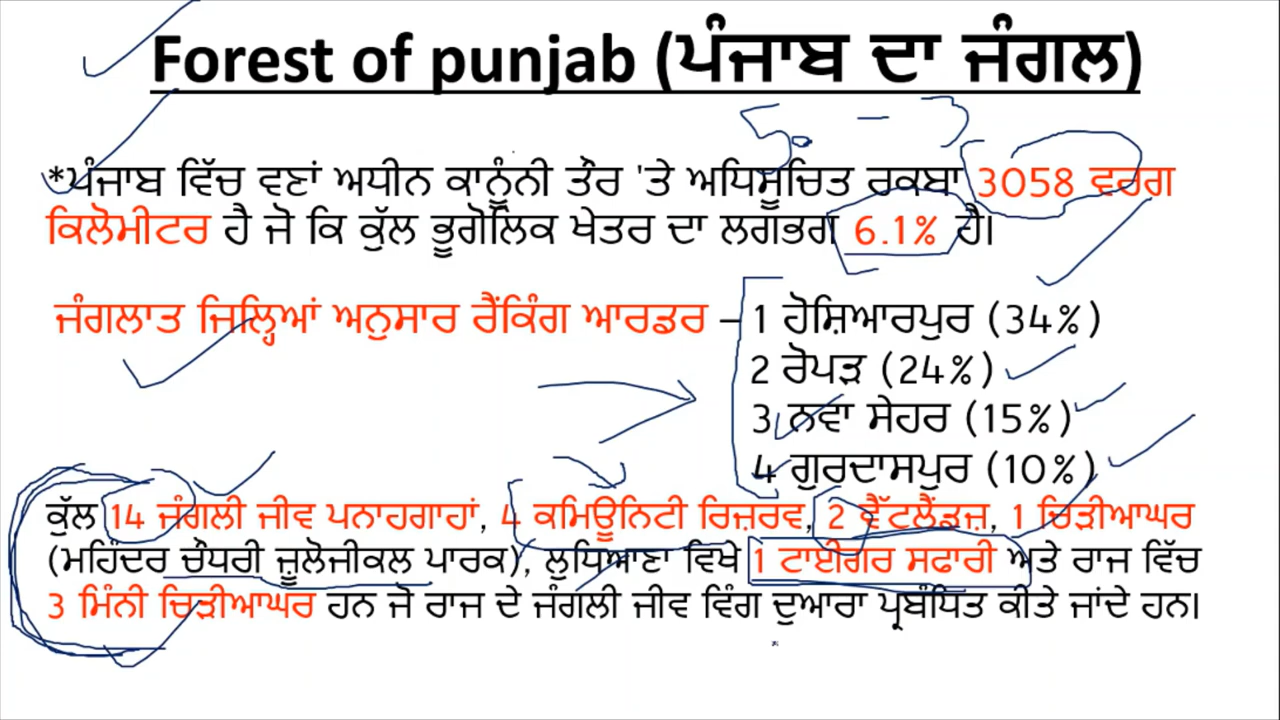 Forest of punjab (ਪੰਜਾਬ ਦਾ ਜੰਗਲ)
5. - 3
*ਪੰਜਾਬ ਵਿੱਚ ਵਣਾਂ ਅਧੀਨ ਕਾਨੂੰਨੀ ਤੌਰ 'ਤੇ ਅਧਿਸੂਚਿਤ ਰਕਬਾ 3058 ਵਰਗ
ਕਿਲੋਮੀਟਰ ਹੈ ਜੋ ਕਿ ਕੁੱਲ ਭੂਗੋਲਿਕ ਖੇਤਰ ਦਾ ਲਗਭਗ 6.1% ਹੈ।
ਜੰਗਲਾਤ ਜਿਲ੍ਹਿਆਂ ਅਨੁਸਾਰ ਰੈਂਕਿੰਗ ਆਰਡਰ – 1 ਹੋਸ਼ਿਆਰਪੁਰ (34%)
2 ਰੋਪੜ (24%)
3 ਨਵਾ ਸੇਹਰ (15%)
4 ਗੁਰਦਾਸਪੁਰ (10%)
ਕੁੱਲ 14 ਜੰਗਲੀ ਜੀਵ ਪਨਾਹਗਾਹਾਂ, 4 ਕਮਿਊਨਿਟੀ ਰਿਜ਼ਰਵ, 2 ਵੈੱਟਲੈਂਡਜ਼, 1 ਚਿੜੀਆਘਰ
(ਮਹਿੰਦਰ ਚੌਧਰੀ ਜ਼ੂਲੋਜੀਕਲ ਪਾਰਕ), ਲੁਧਿਆਣਾ ਵਿਖੇ 1 ਟਾਈਗਰ ਸਫਾਰੀ ਅਤੇ ਰਾਜ ਵਿੱਚ
3 ਮਿੰਨੀ ਚਿੜੀਆਘਰ ਹਨ ਜੋ ਰਾਜ ਦੇ ਜੰਗਲੀ ਜੀਵ ਵਿੰਗ ਦੁਆਰਾ ਪ੍ਰਬੰਧਿਤ ਕੀਤੇ ਜਾਂਦੇ ਹਨ।